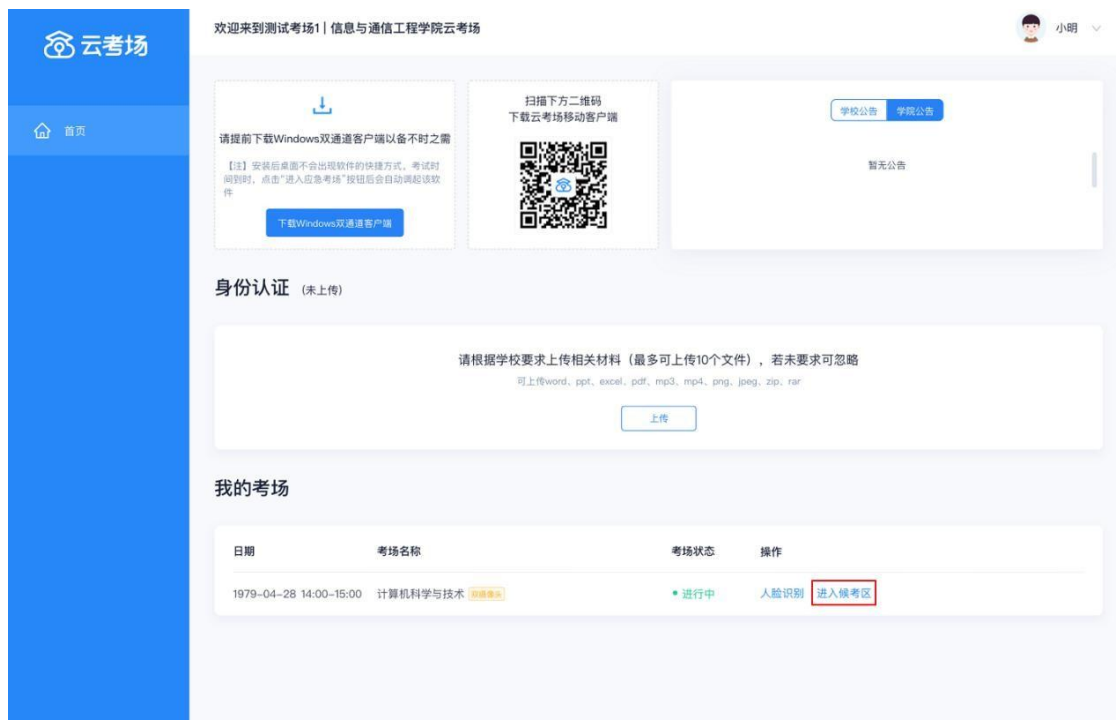 云考场
首页
欢迎来到测试考场1 | 信息与通信工程学院云考场
小明
请提前下载Windows双通道客户端以备不时之需
【注】安装后桌面不会出现软件的快捷方式，考试时
间到时，点击“进入应急考场”按钮后会自动调起该软
件
下载Windows双通道客户端
扫描下方二维码
下载云考场移动客户端
学校公告 学院公告
暂无公告
身份认证 (未上传)
请根据学校要求上传相关材料（最多可上传10个文件），若未要求可忽略
可上传word、ppt、excel、pdf、mp3、mp4、png、jpeg、zip、rar
上传
我的考场
日期 考场名称 考场状态 操作
1979-04-28 14:00-15:00 计算机科学与技术 双摄像头 进行中 人脸识别 进入候考区